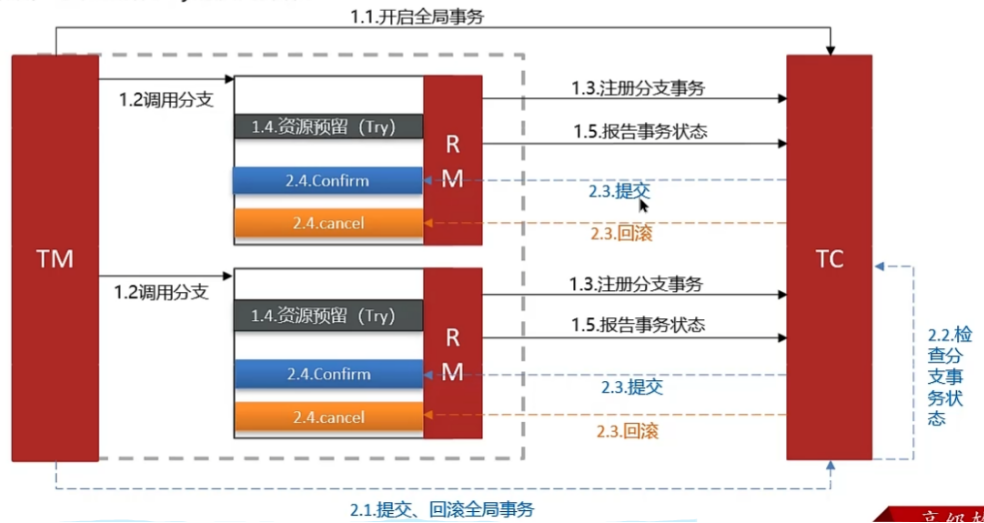 1.1.开启全局事务
1.2调用分支
1.3.注册分支事务
1.4.资源预留（Try）
1.5.报告事务状态
R
M
2.4.Confirm
2.3.提交
2.4.cancel
2.3.回滚
TM
TC
1.2调用分支
1.3.注册分支事务
1.4.资源预留（Try）
1.5.报告事务状态
R
M
2.4.Confirm
2.3.提交
2.4.cancel
2.3.回滚
2.2.检
查分
支事
务状
态
2.1.提交、回滚全局事务